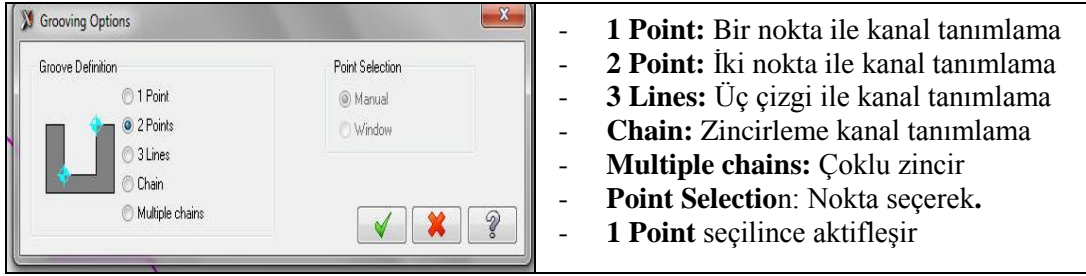 Grooving Options
Groove Definition
1 Point
2 Points
3 Lines
Chain
Multiple chains
Point Selection
Manual
Window
- 1 Point: Bir nokta ile kanal tanımlama
- 2 Point: İki nokta ile kanal tanımlama
- 3 Lines: Üç çizgi ile kanal tanımlama
- Chain: Zincirleme kanal tanımlama
- Multiple chains: Çoklu zincir
- Point Selection: Nokta seçerek.
- 1 Point seçilince aktifleşir